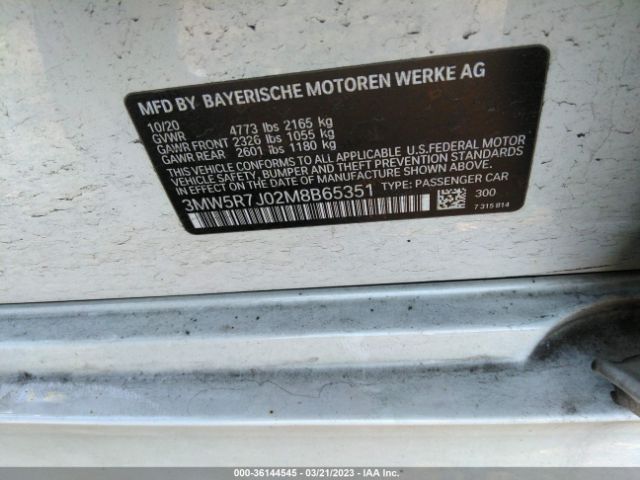 MFD BY BAYERISCHE MOTOREN WERKE AG
10/20
GVWR 4773 lbs 2165 kg
GAWR FRONT 2326 lbs 1055 kg
GAWR REAR 2601 lbs 1180 kg
THIS VEHICLE CONFORMS TO ALL APPLICABLE U.S.FEDERAL MOTOR
VEHICLE SAFETY, BUMPER AND THEFT PREVENTION STANDARDS
IN EFFECT ON THE DATE OF MANUFACTURE SHOWN ABOVE.
3MW5R7J02M8B65351 TYPE: PASSENGER CAR
300
7 315 814
000-36144545 / 03/21/2023 / IAA Inc.